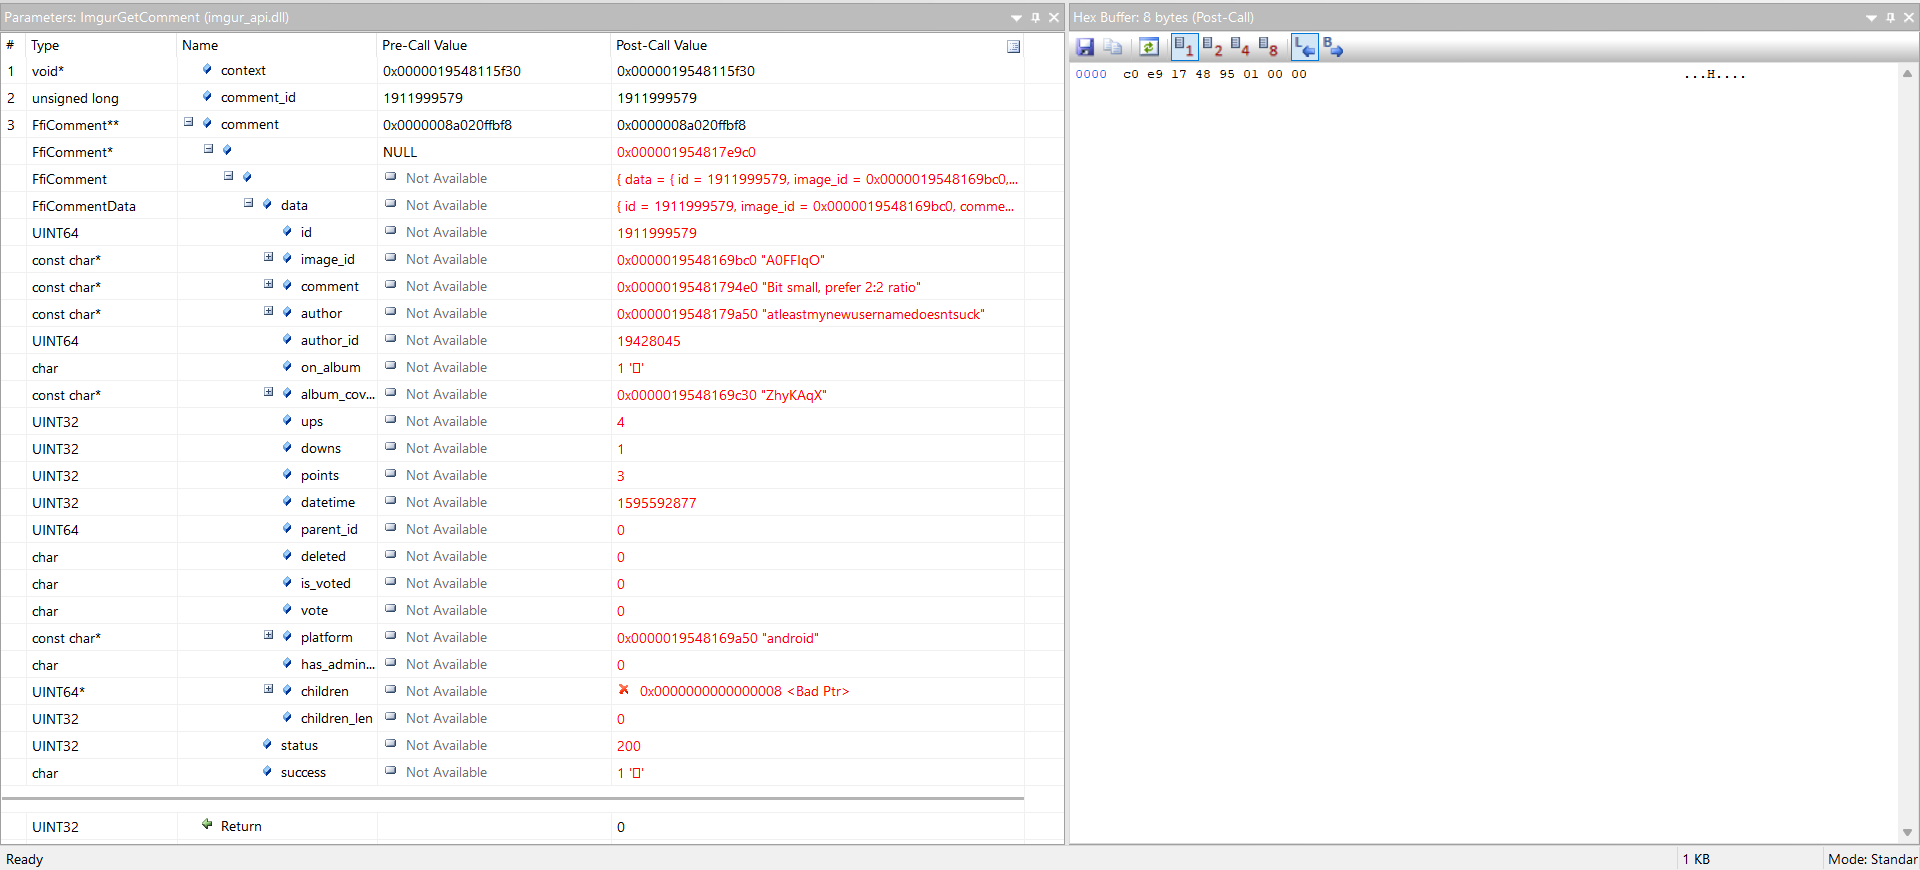 Parameters: ImgurGetComment (imgur_api.dll)
# Type Name Pre-Call Value Post-Call Value
1 void* context 0x0000019548115f30 0x0000019548115f30
2 unsigned long comment_id 1911999579 1911999579
3 FfiComment** comment 0x0000008a020ffbf8 0x0000008a020ffbf8
FfiComment* NULL 0x000001954817e9c0
FfiComment Not Available { data = { id = 1911999579, image_id = 0x0000019548169bc0,...
FfiCommentData data Not Available { id = 1911999579, image_id = 0x0000019548169bc0, comme...
UINT64 id Not Available 1911999579
const char* image_id Not Available 0x0000019548169bc0 "A0FFIqO"
const char* comment Not Available 0x00000195481794e0 "Bit small, prefer 2:2 ratio"
const char* author Not Available 0x0000019548179a50 "atleastmynewusernamedoesntsuck"
UINT64 author_id Not Available 19428045
char on_album Not Available 1 '▯'
const char* album_cov... Not Available 0x0000019548169c30 "ZhyKAqX"
UINT32 ups Not Available 4
UINT32 downs Not Available 1
UINT32 points Not Available 3
UINT32 datetime Not Available 1595592877
UINT64 parent_id Not Available 0
char deleted Not Available 0
char is_voted Not Available 0
char vote Not Available 0
const char* platform Not Available 0x0000019548169a50 "android"
char has_admin... Not Available 0
UINT64* children Not Available 0x0000000000000008 <Bad Ptr>
UINT32 children_len Not Available 0
UINT32 status Not Available 200
char success Not Available 1 '▯'
UINT32 Return 0
Ready
Hex Buffer: 8 bytes (Post-Call)
1 2 4 8 L B
0000 c0 e9 17 48 95 01 00 00 ...H....
1 KB Mode: Standar